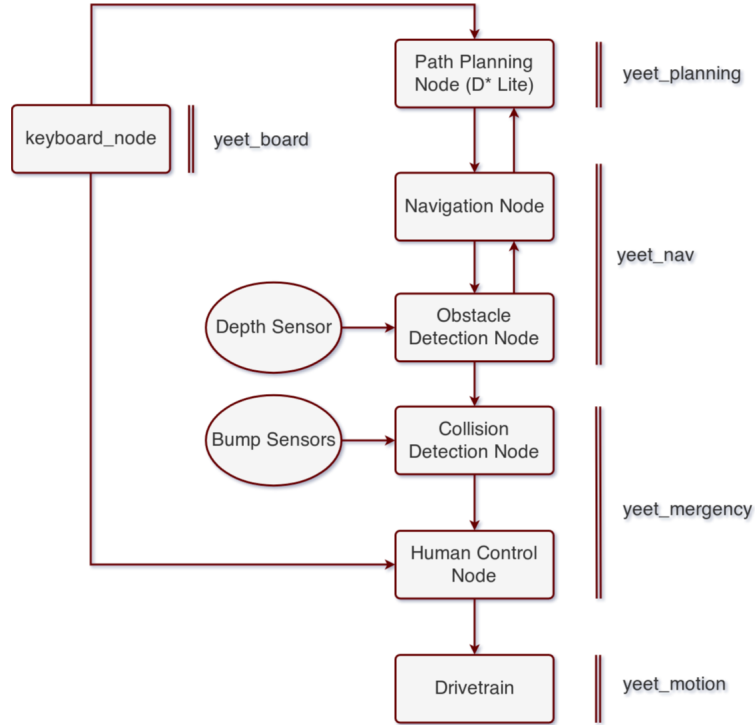 Path Planning
Node (D* Lite)
yeet_planning
keyboard_node
yeet_board
Navigation Node
yeet_nav
Depth Sensor
Obstacle
Detection Node
Bump Sensors
Collision
Detection Node
yeet_mergency
Human Control
Node
Drivetrain
yeet_motion